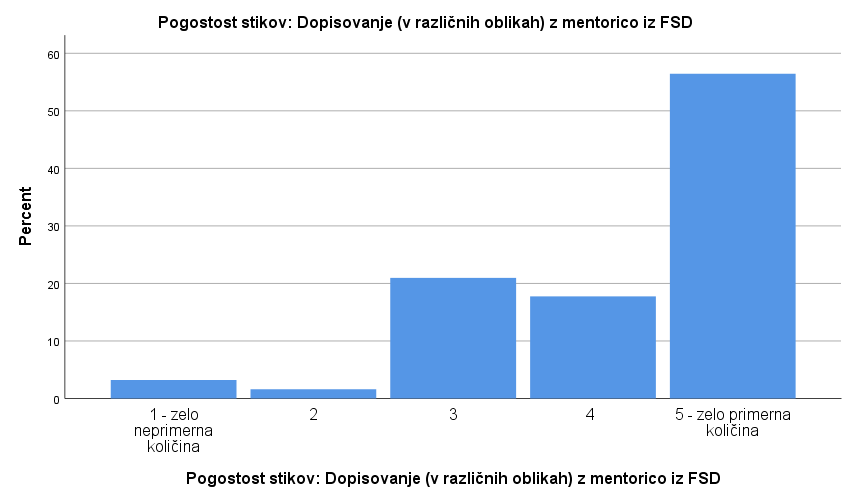 Pogostost stikov: Dopisovanje (v različnih oblikah) z mentorico iz FSD
Percent
60
50
40
30
20
10
0
1 - zelo
neprimerna
količina
2
3
4
5 - zelo primerna
količina
Pogostost stikov: Dopisovanje (v različnih oblikah) z mentorico iz FSD